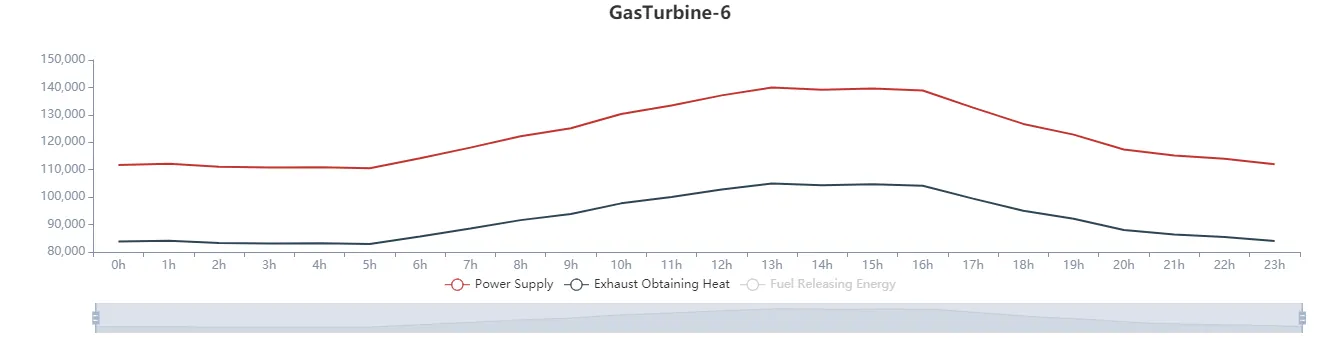 GasTurbine-6
150,000
140,000
130,000
120,000
110,000
100,000
90,000
80,000
0h 1h 2h 3h 4h 5h 6h 7h 8h 9h 10h 11h 12h 13h 14h 15h 16h 17h 18h 19h 20h 21h 22h 23h
Power Supply Exhaust Obtaining Heat Fuel Releasing Energy